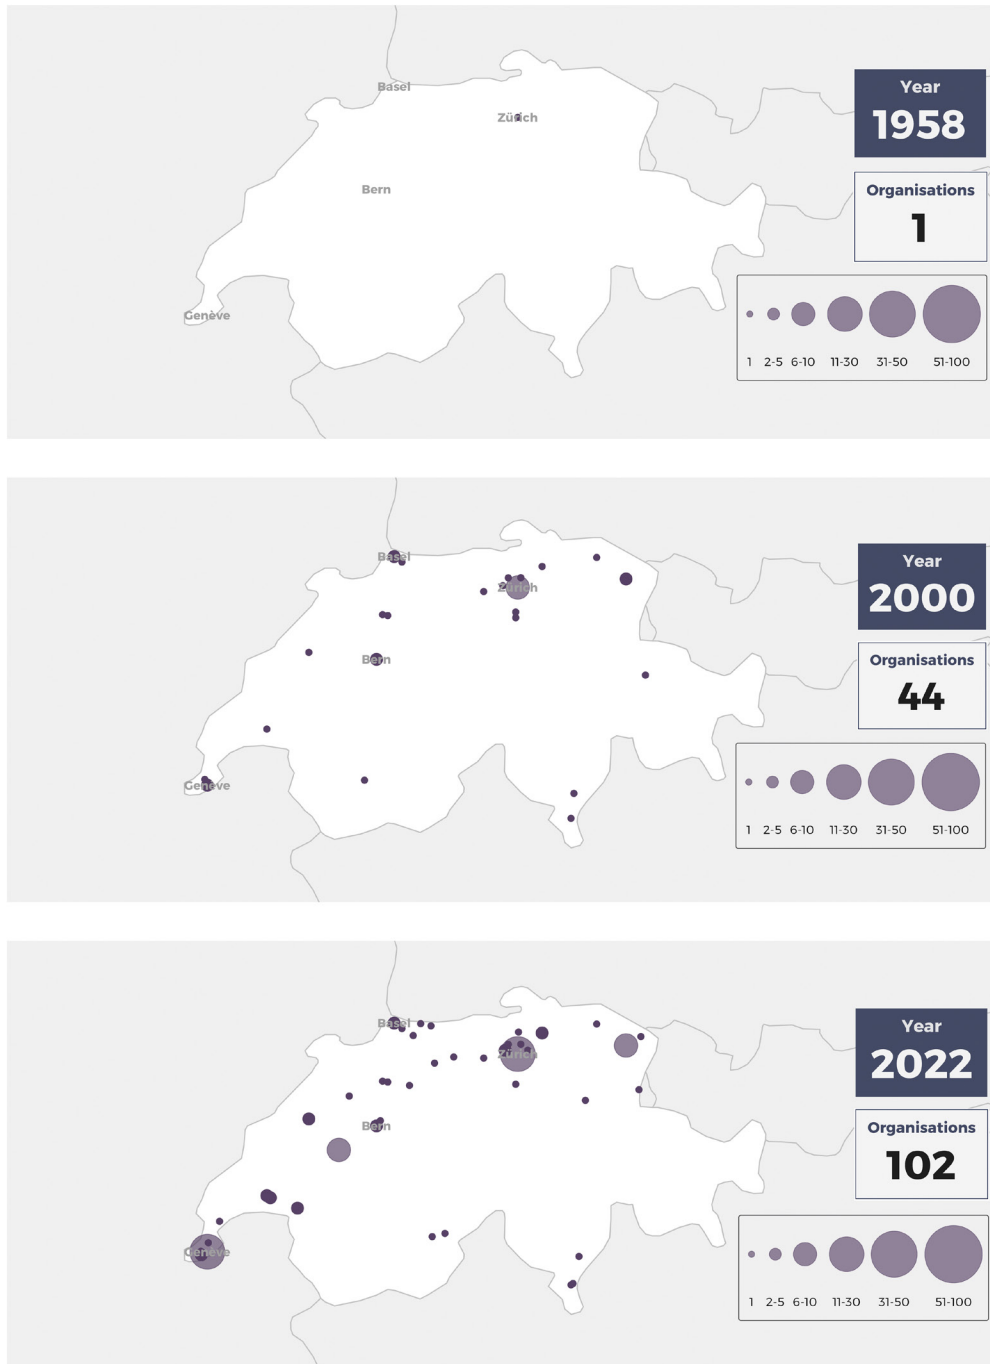 Year
1958
Basel
Zürich
Organisations
1
Bern
Genève
1 2-5 6-10 11-30 31-50 51-100
Year
2000
Basel
Zürich
Organisations
44
Bern
Genève
1 2-5 6-10 11-30 31-50 51-100
Year
2022
Basel
Zürich
Organisations
102
Bern
Genève
1 2-5 6-10 11-30 31-50 51-100